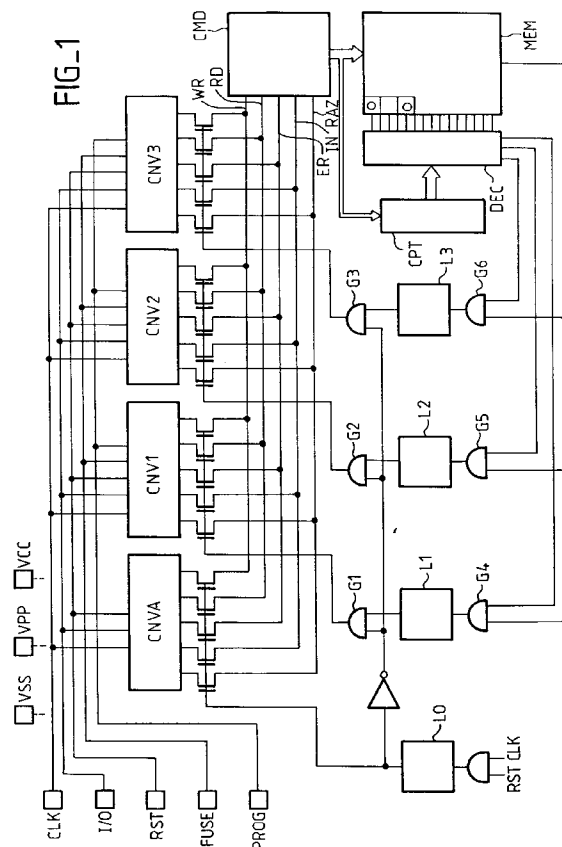 FIG_1
VSS
VPP
VCC
CLK
I/O
RST
FUSE
PROG
CNVA
CNV1
CNV2
CNV3
WR
RD
ER
IN
RAZ
CMD
MEM
O
O
DEC
CPT
G1
G2
G3
L0
L1
L2
L3
G4
G5
G6
RST CLK